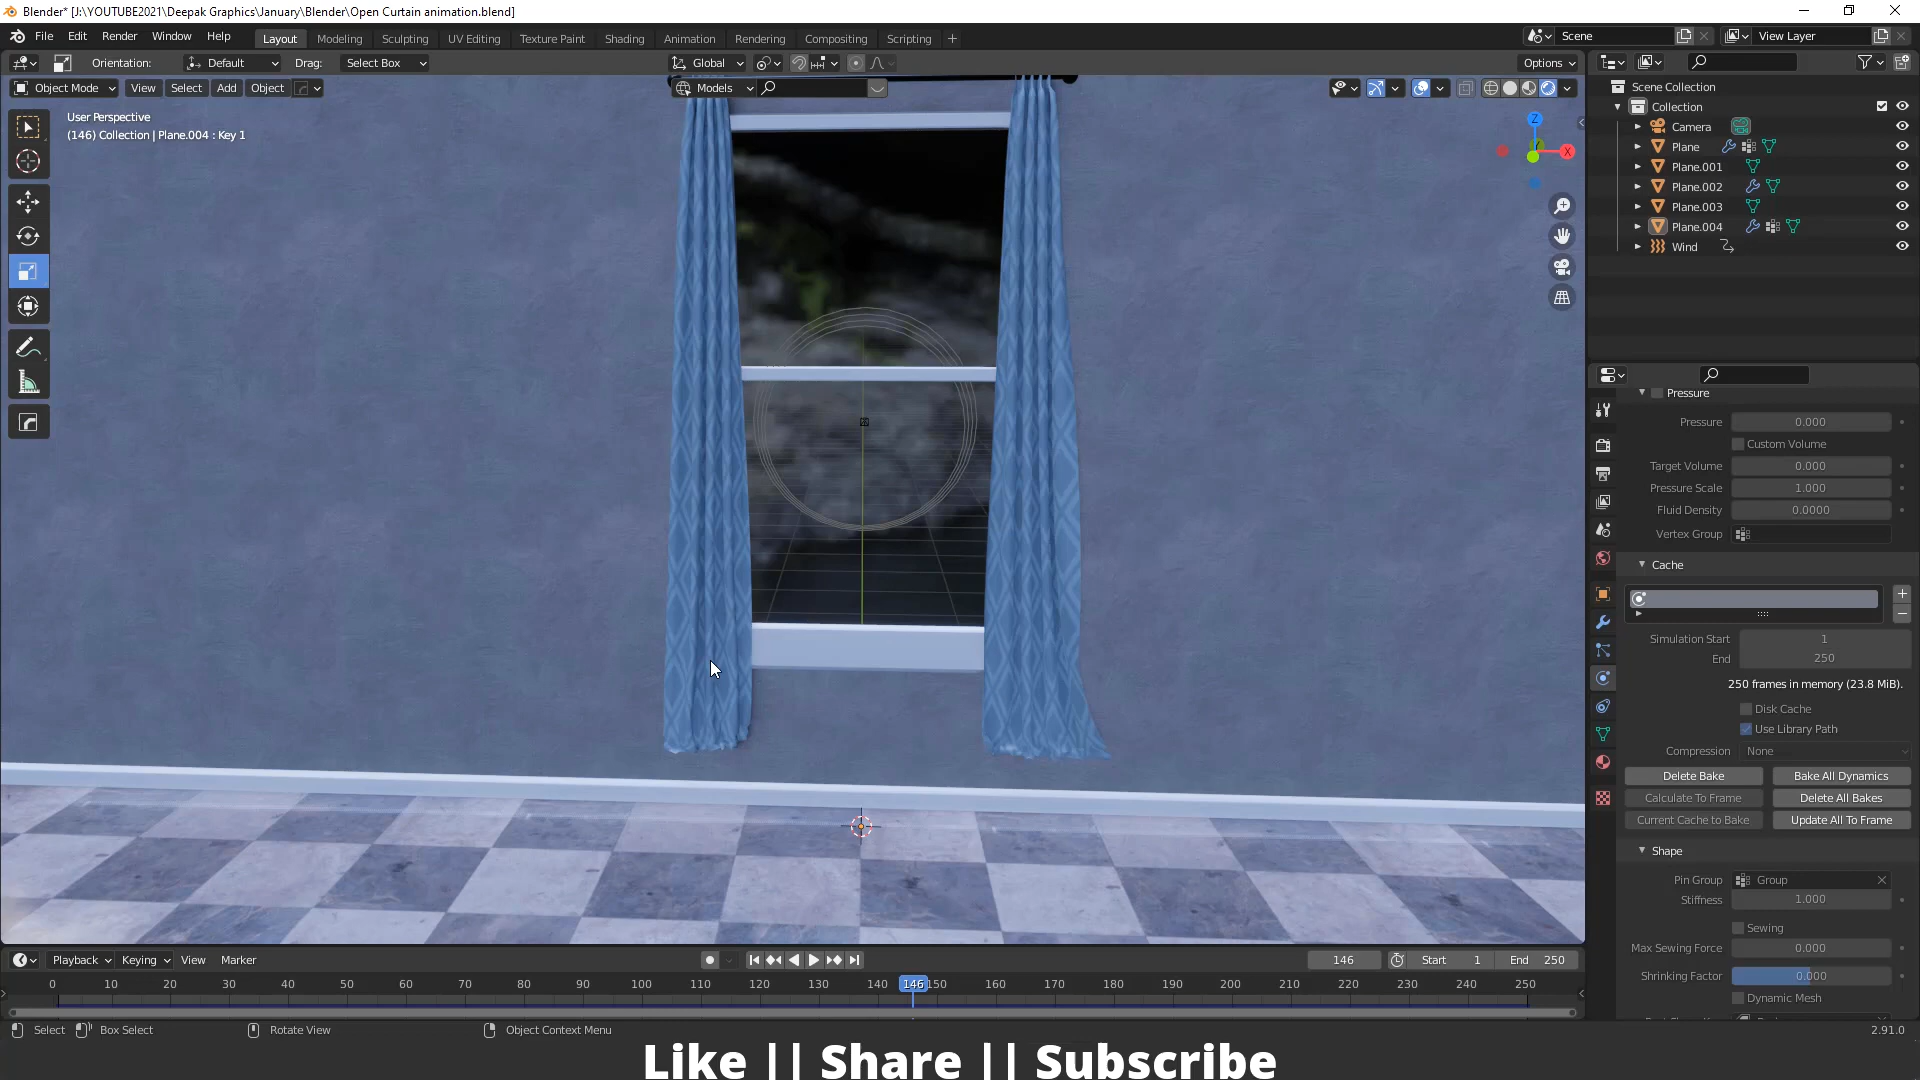 Blender* [J:\YOUTUBE2021\Deepak Graphics\January\Blender\Open Curtain animation.blend]
File Edit Render Window Help Layout Modeling Sculpting UV Editing Texture Paint Shading Animation Rendering Compositing Scripting + Scene View Layer
Orientation: Default Drag: Select Box Global Options
Object Mode View Select Add Object Models
User Perspective
(146) Collection | Plane.004 : Key 1
Z
X
Scene Collection
Collection
Camera
Plane
Plane.001
Plane.002
Plane.003
Plane.004
Wind
Pressure
Pressure 0.000
Custom Volume
Target Volume 0.000
Pressure Scale 1.000
Fluid Density 0.0000
Vertex Group
Cache
Simulation Start 1
End 250
250 frames in memory (23.8 MiB).
Disk Cache
Use Library Path
Compression None
Delete Bake Bake All Dynamics
Calculate To Frame Delete All Bakes
Current Cache to Bake Update All To Frame
Shape
Pin Group Group
Stiffness 1.000
Sewing
Max Sewing Force 0.000
Shrinking Factor 0.000
Dynamic Mesh
Playback Keying View Marker 146 Start 1 End 250
0 10 20 30 40 50 60 70 80 90 100 110 120 130 140 146 150 160 170 180 190 200 210 220 230 240 250
Select Box Select Rotate View Object Context Menu 2.91.0
Like || Share || Subscribe